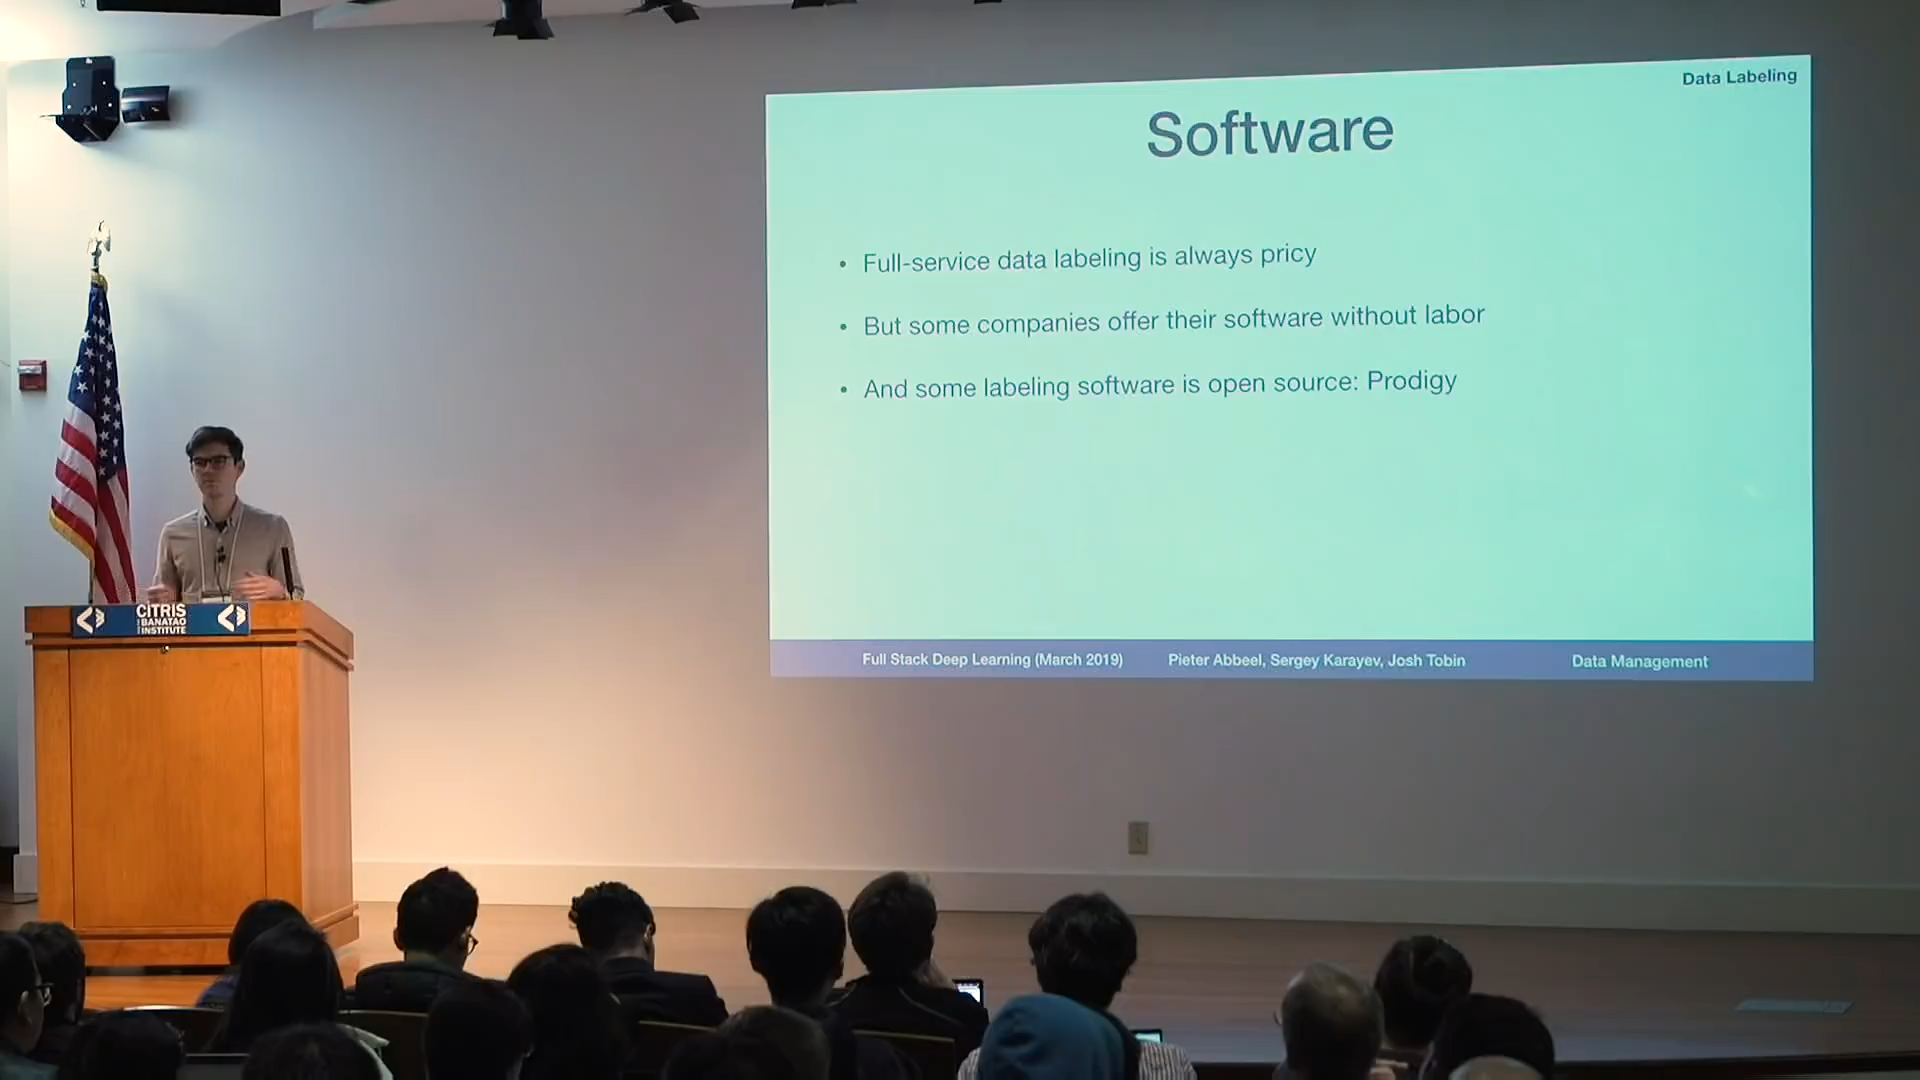 Data Labeling
Software
• Full-service data labeling is always pricy
• But some companies offer their software without labor
• And some labeling software is open source: Prodigy
Full Stack Deep Learning (March 2019) Pieter Abbeel, Sergey Karayev, Josh Tobin Data Management
CITRIS
BANATAO
INSTITUTE